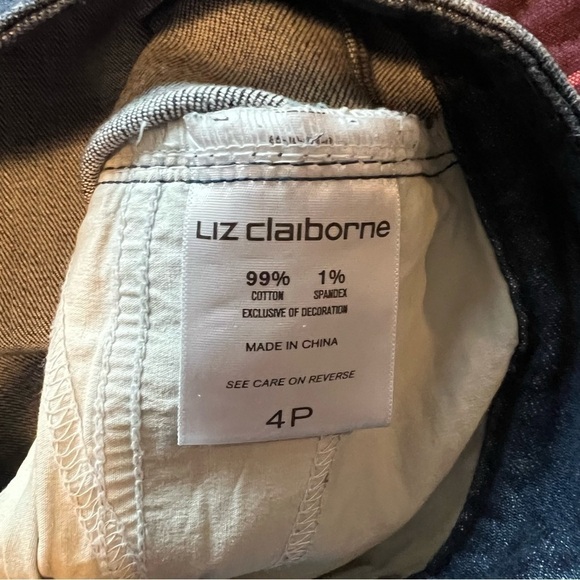 LIZ claiborne
99% 1%
COTTON SPANDEX
EXCLUSIVE OF DECORATION
MADE IN CHINA
SEE CARE ON REVERSE
4P